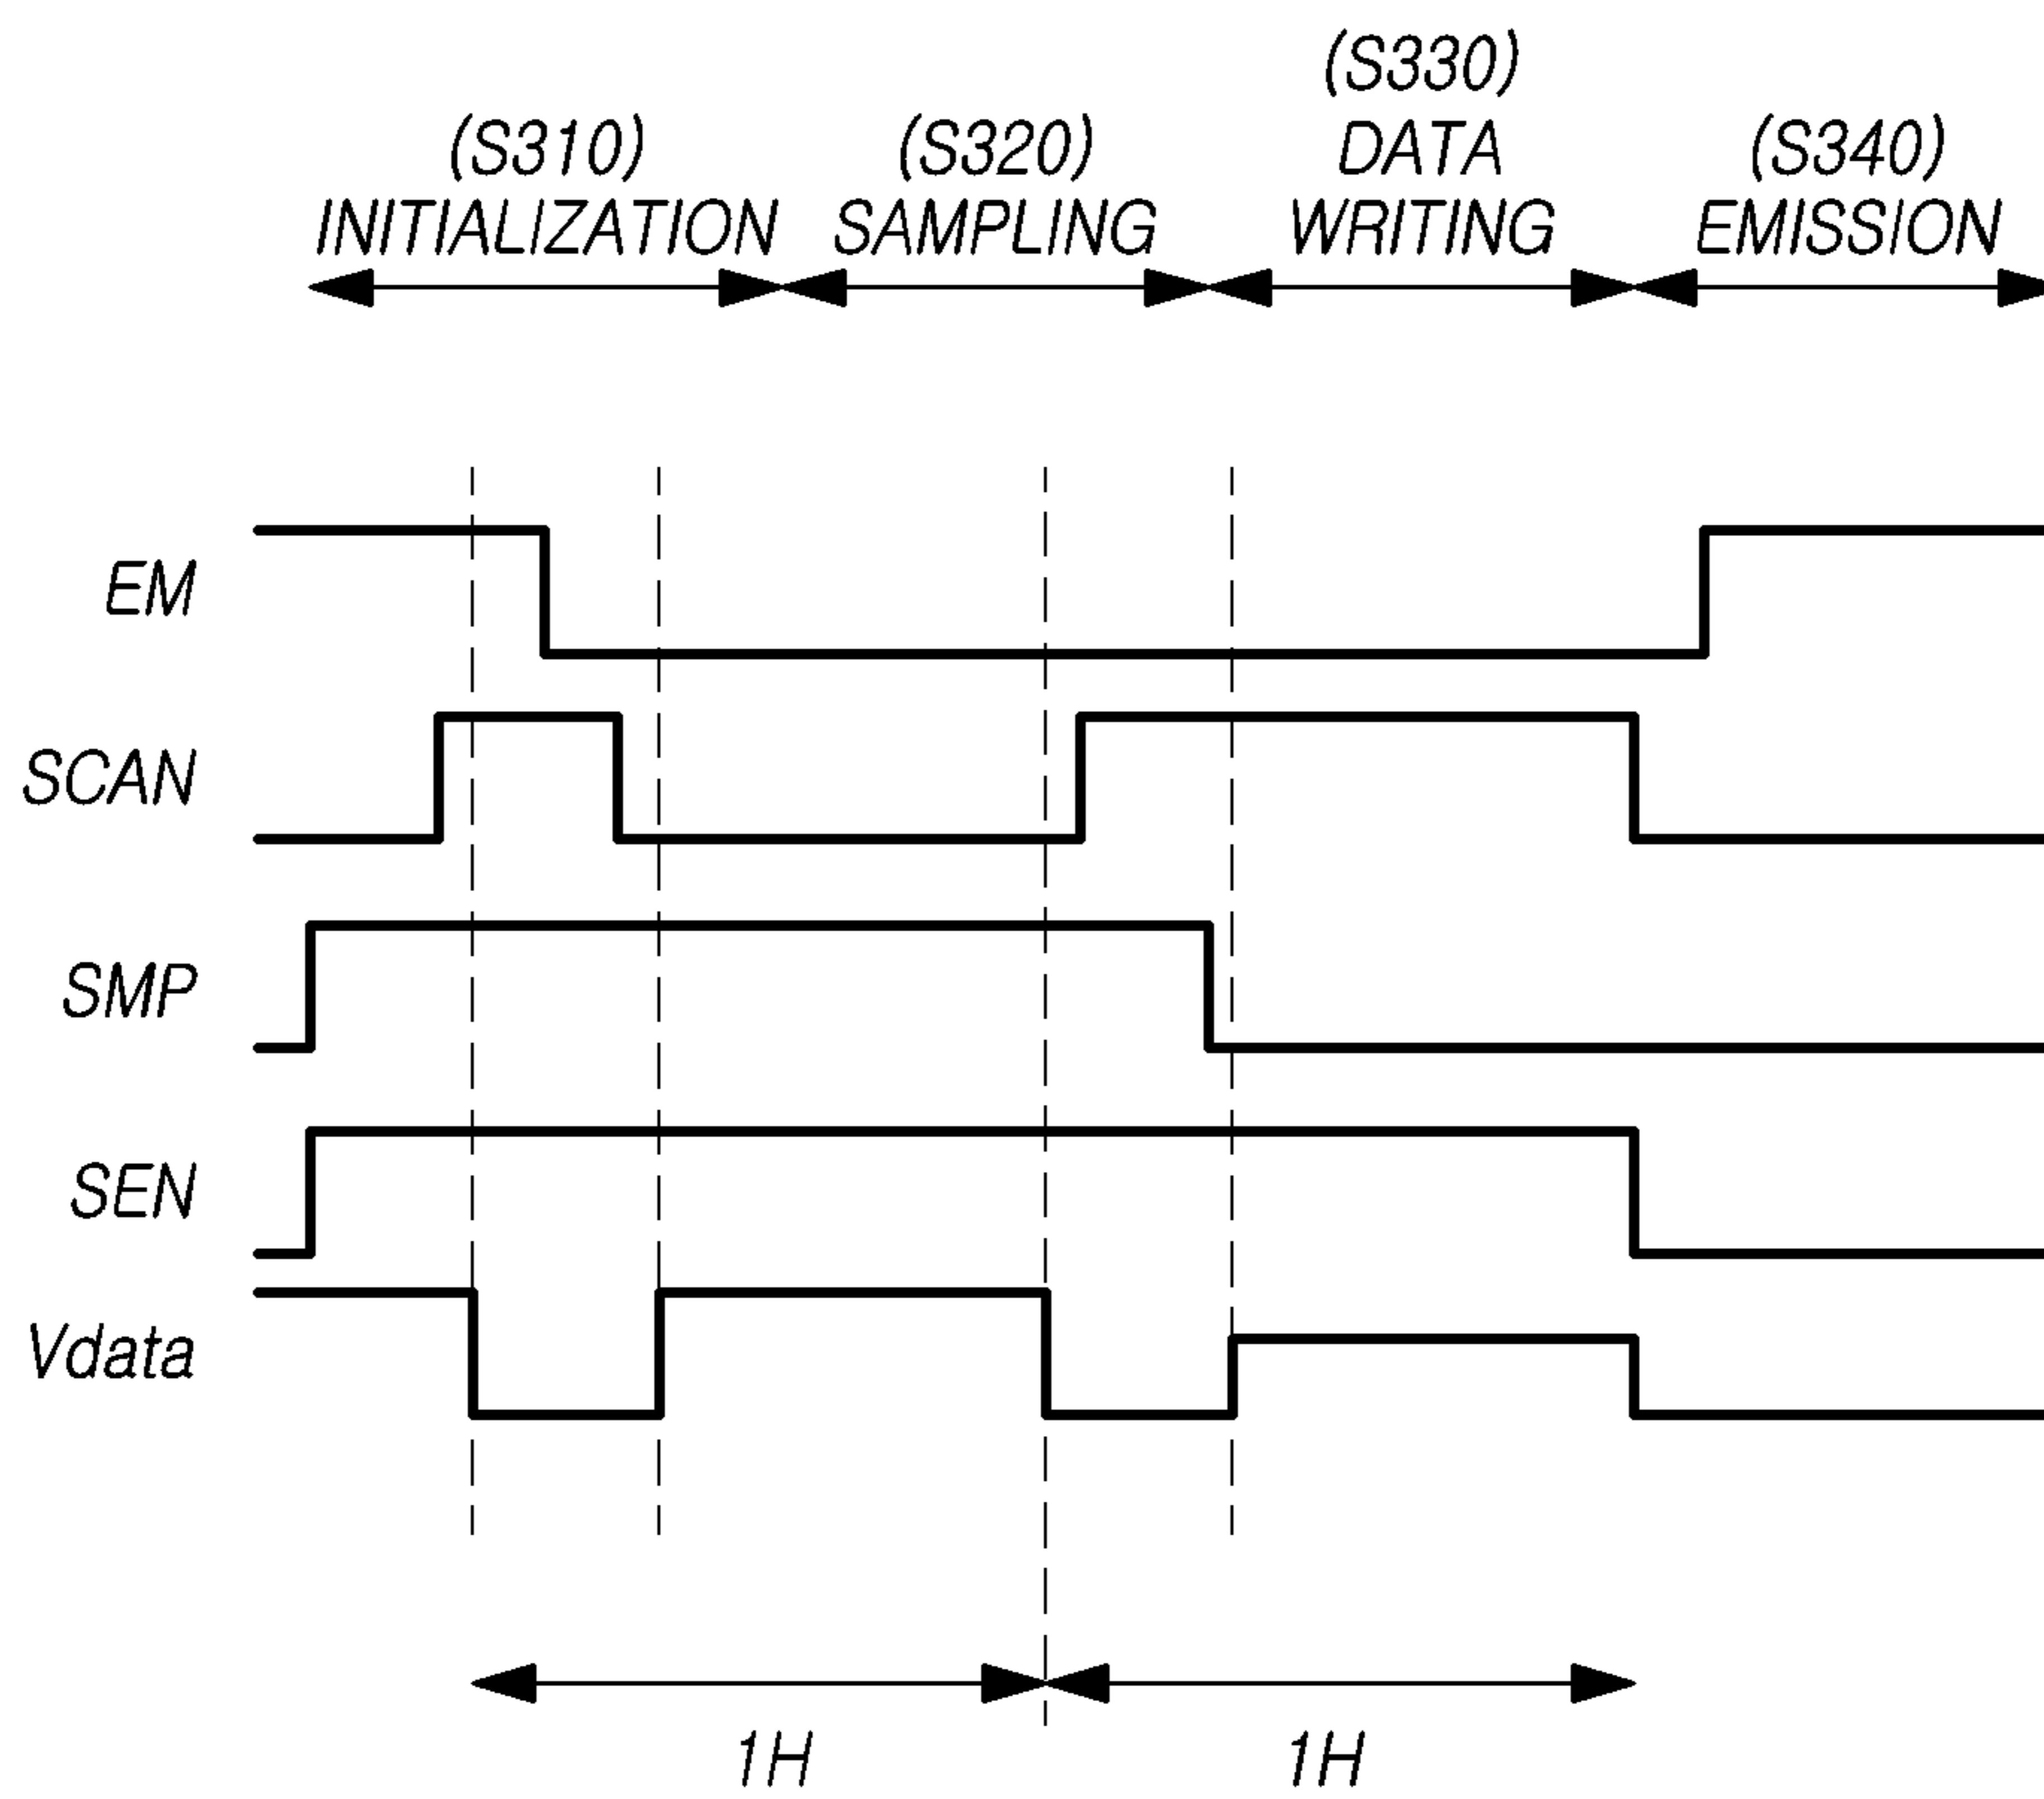 (S310)
INITIALIZATION
(S320)
SAMPLING
(S330)
DATA
WRITING
(S340)
EMISSION
EM
SCAN
SMP
SEN
Vdata
1H
1H